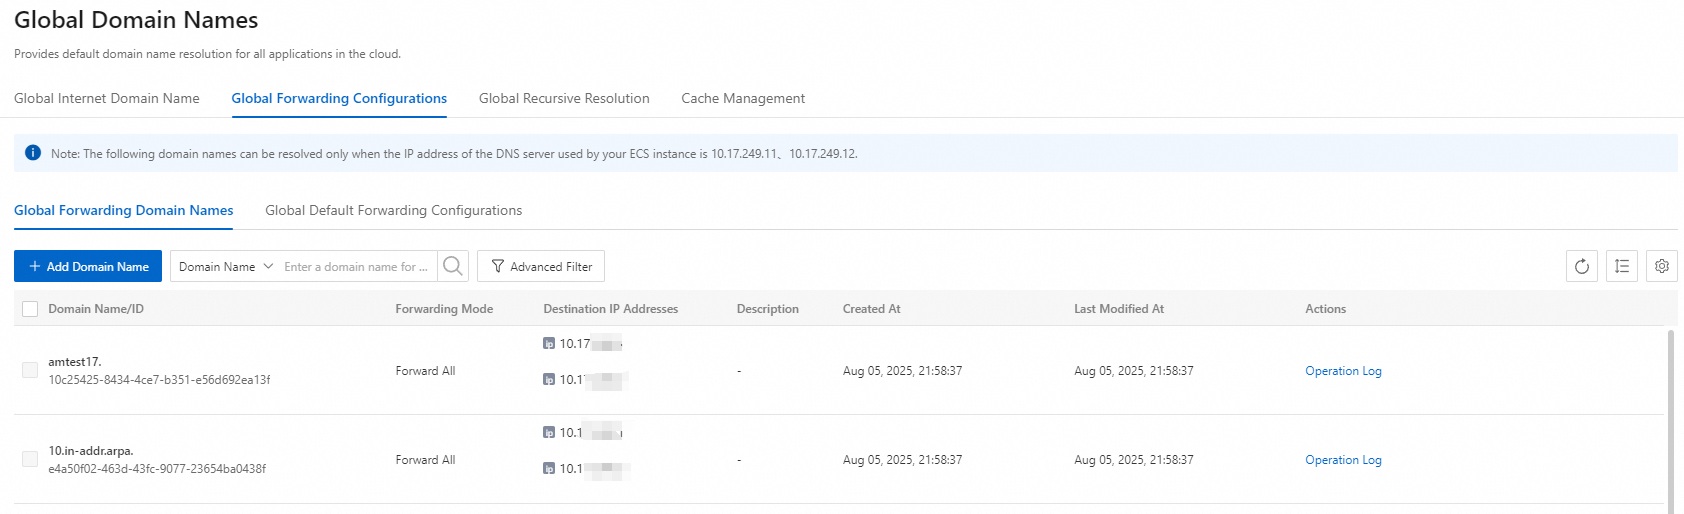 Global Domain Names
Provides default domain name resolution for all applications in the cloud.
Global Internet Domain Name Global Forwarding Configurations Global Recursive Resolution Cache Management
Note: The following domain names can be resolved only when the IP address of the DNS server used by your ECS instance is 10.17.249.11、10.17.249.12.
Global Forwarding Domain Names Global Default Forwarding Configurations
+ Add Domain Name Domain Name Enter a domain name for ... Advanced Filter
Domain Name/ID Forwarding Mode Destination IP Addresses Description Created At Last Modified At Actions
ip 10.17
amtest17.
10c25425-8434-4ce7-b351-e56d692ea13f Forward All - Aug 05, 2025, 21:58:37 Aug 05, 2025, 21:58:37 Operation Log
ip
ip
10.in-addr.arpa.
e4a50f02-463d-43fc-9077-23654ba0438f Forward All - Aug 05, 2025, 21:58:37 Aug 05, 2025, 21:58:37 Operation Log
ip